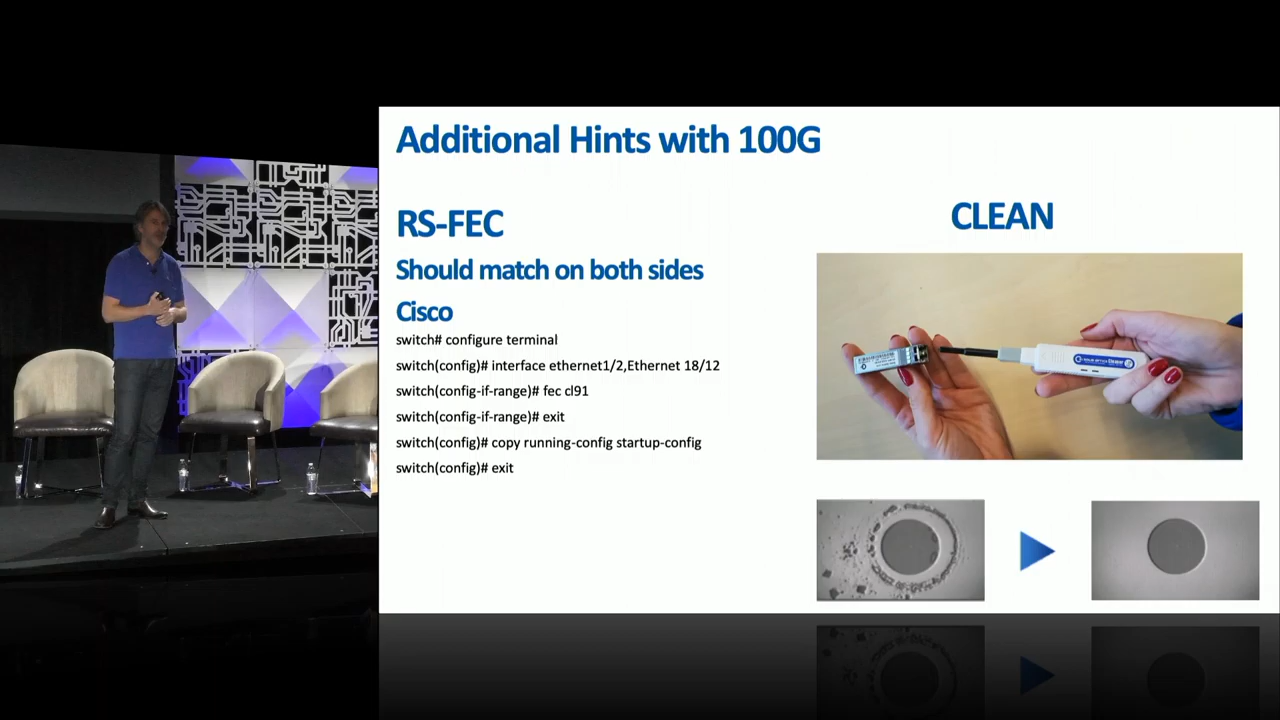 Additional Hints with 100G
RS-FEC
Should match on both sides
Cisco
switch# configure terminal
switch(config)# interface ethernet1/2,Ethernet 18/12
switch(config-if-range)# fec cl91
switch(config-if-range)# exit
switch(config)# copy running-config startup-config
switch(config)# exit
CLEAN